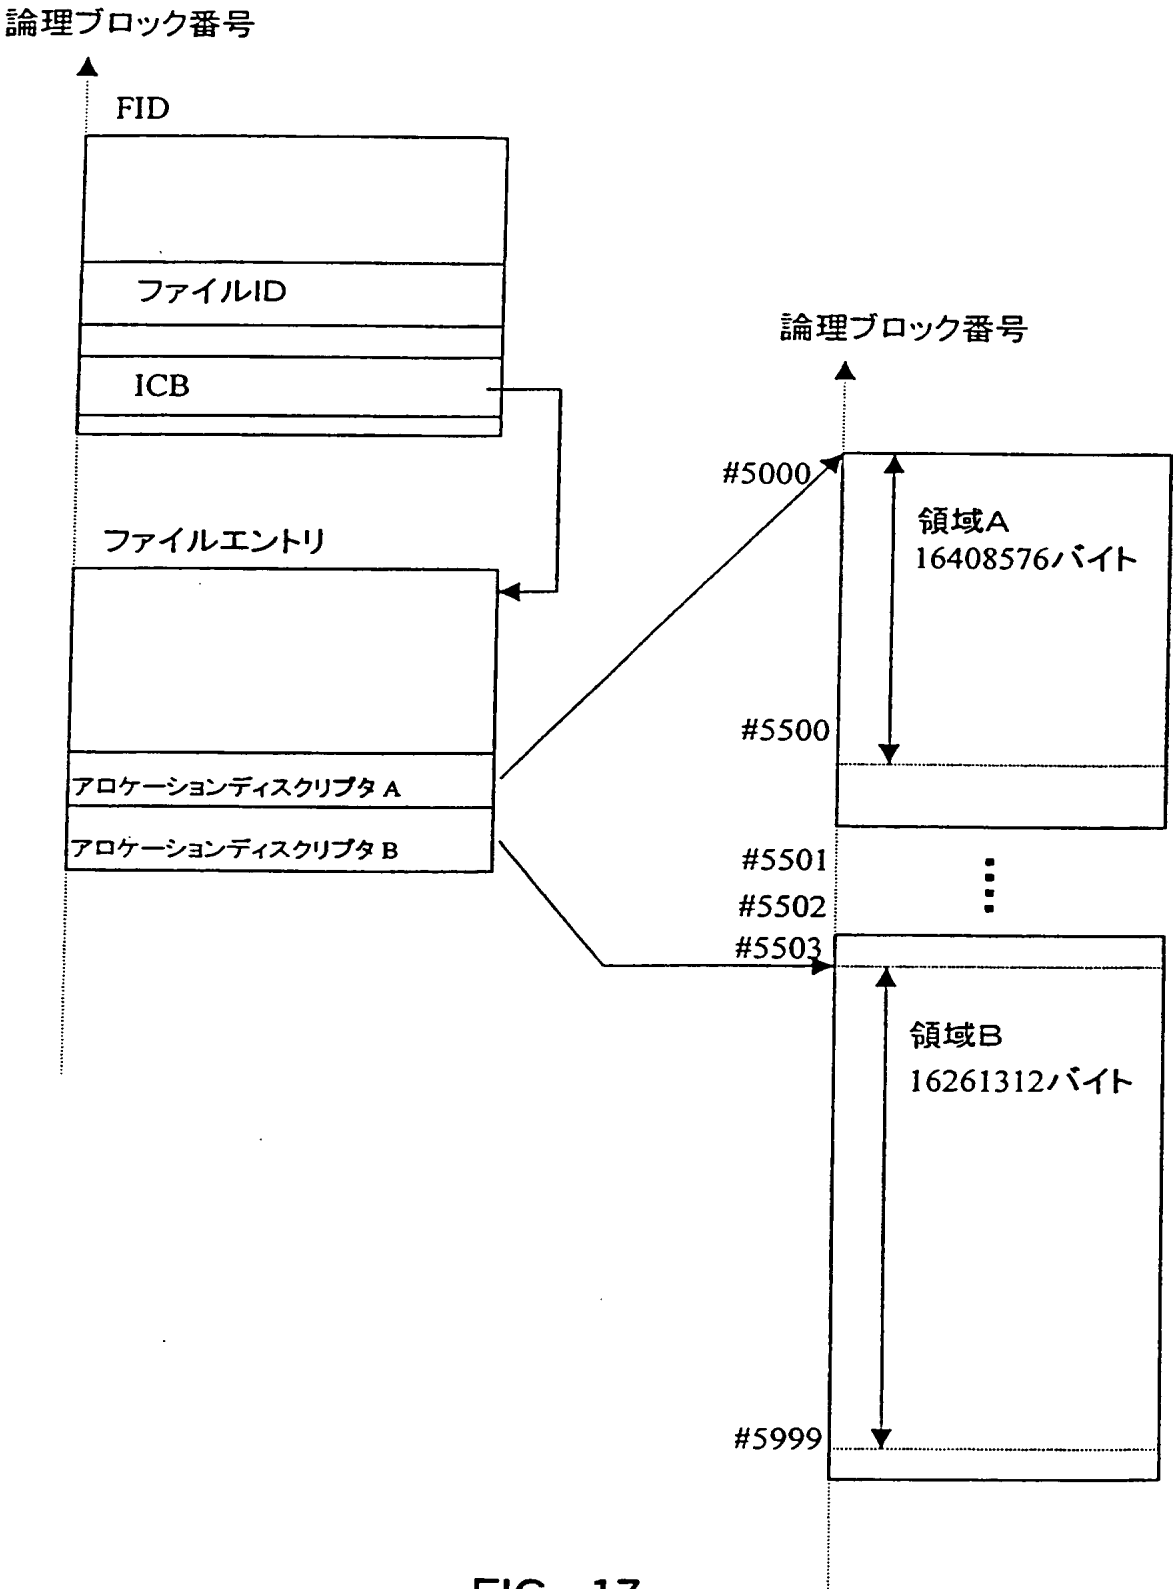 論理ブロック番号
FID
ファイルID
ICB
ファイルエントリ
アロケーションディスクリプタ A
アロケーションディスクリプタ B
論理ブロック番号
#5000
領域A
16408576バイト
#5500
#5501
#5502
#5503
領域B
16261312バイト
#5999
FIG. 17